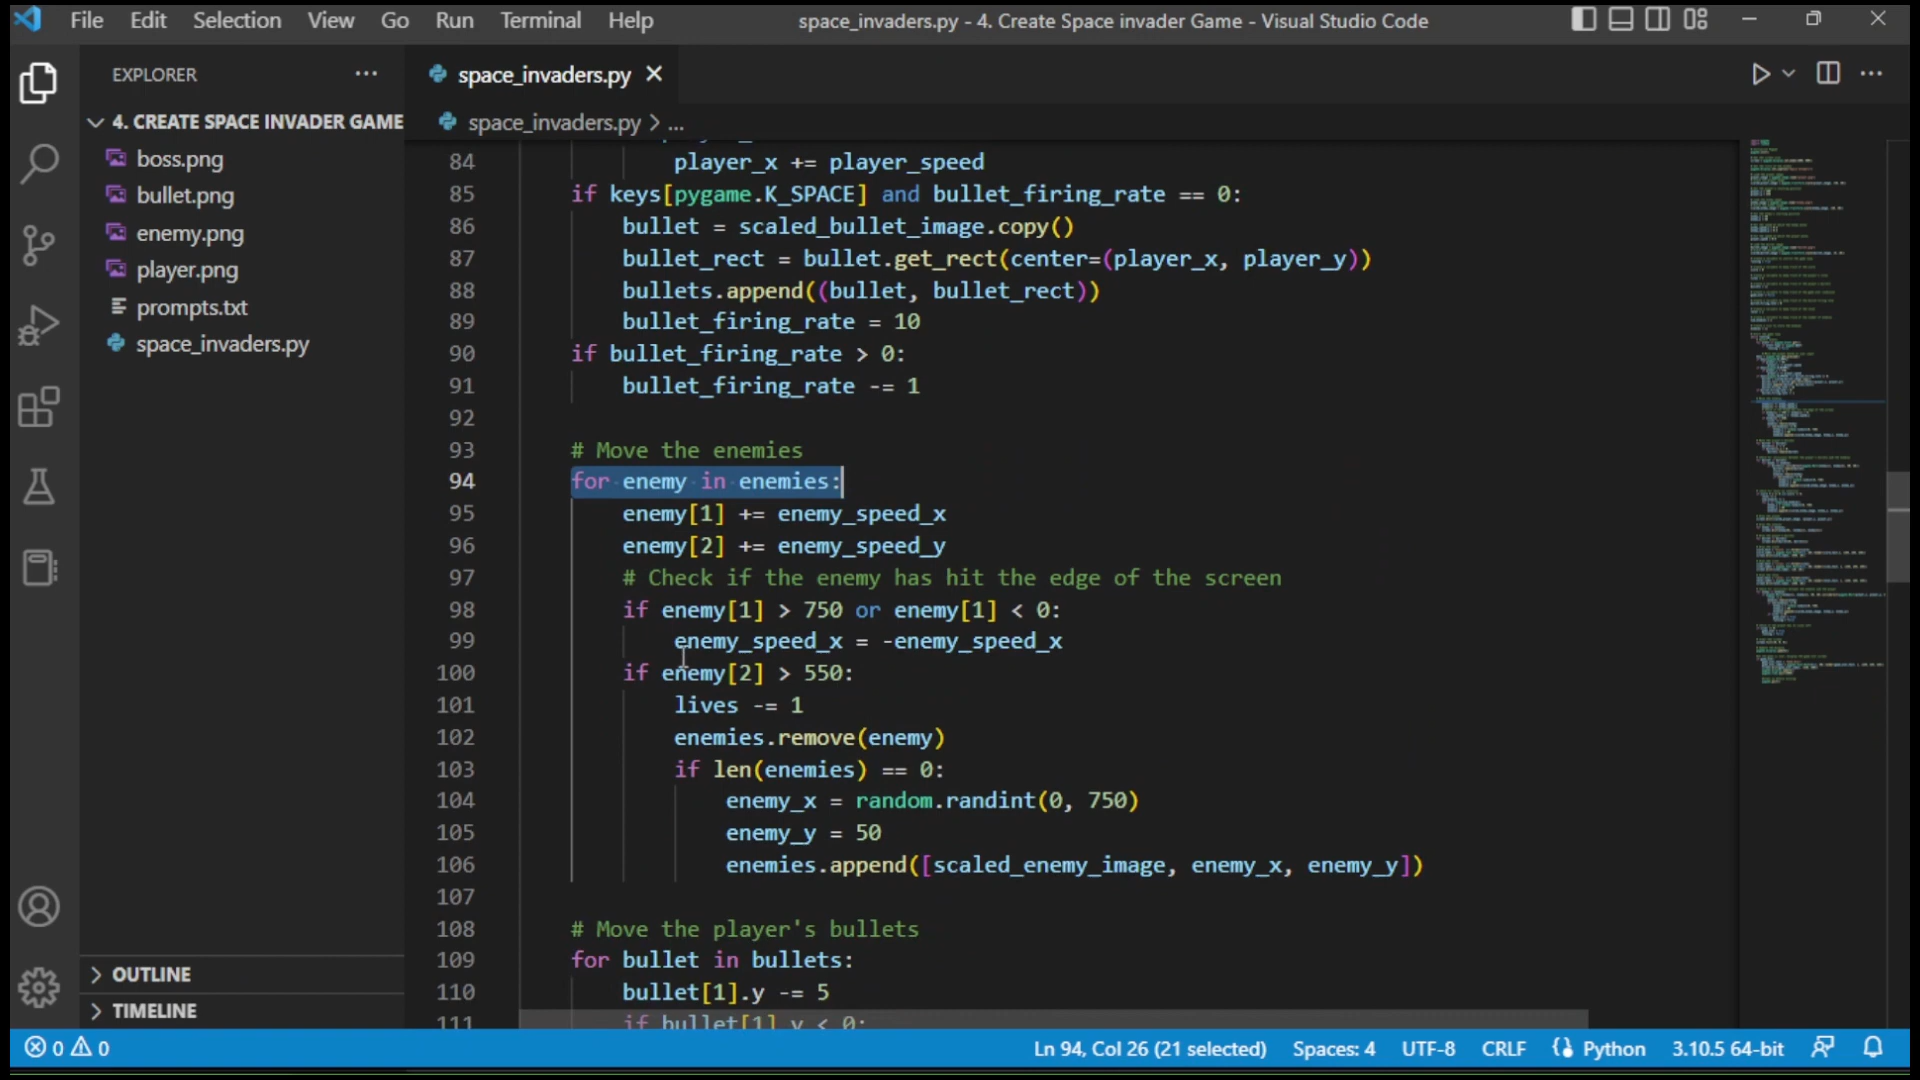 File Edit Selection View Go Run Terminal Help
space_invaders.py - 4. Create Space invader Game - Visual Studio Code
EXPLORER
4. CREATE SPACE INVADER GAME
boss.png
bullet.png
enemy.png
player.png
prompts.txt
space_invaders.py
OUTLINE
TIMELINE
space_invaders.py
space_invaders.py > ...
84 player_x += player_speed
85 if keys[pygame.K_SPACE] and bullet_firing_rate == 0:
86 bullet = scaled_bullet_image.copy()
87 bullet_rect = bullet.get_rect(center=(player_x, player_y))
88 bullets.append((bullet, bullet_rect))
89 bullet_firing_rate = 10
90 if bullet_firing_rate > 0:
91 bullet_firing_rate -= 1
92
93 # Move the enemies
94 for enemy in enemies:
95 enemy[1] += enemy_speed_x
96 enemy[2] += enemy_speed_y
97 # Check if the enemy has hit the edge of the screen
98 if enemy[1] > 750 or enemy[1] < 0:
99 enemy_speed_x = -enemy_speed_x
100 if enemy[2] > 550:
101 lives -= 1
102 enemies.remove(enemy)
103 if len(enemies) == 0:
104 enemy_x = random.randint(0, 750)
105 enemy_y = 50
106 enemies.append([scaled_enemy_image, enemy_x, enemy_y])
107
108 # Move the player's bullets
109 for bullet in bullets:
110 bullet[1].y -= 5
111 if bullet[1].y < 0:
0 0
Ln 94, Col 26 (21 selected) Spaces: 4 UTF-8 CRLF Python 3.10.5 64-bit